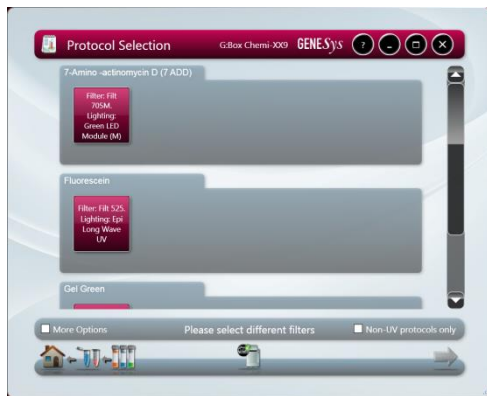 Protocol Selection G:Box Chemi-XX9 GENESys ? - X
7-Amino -actinomycin D (7 ADD)
Filter: Filt
705M.
Lighting:
Green LED
Module (M)
Fluorescein
Filter: Filt 525.
Lighting: Epi
Long Wave
UV
Gel Green
More Options Please select different filters Non-UV protocols only